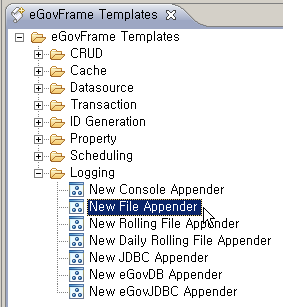 eGovFrame Templates
eGovFrame Templates
CRUD
Cache
Datasource
Transaction
ID Generation
Property
Scheduling
Logging
New Console Appender
New File Appender
New Rolling File Appender
New Daily Rolling File Appender
New JDBC Appender
New eGovDB Appender
New eGovJDBC Appender